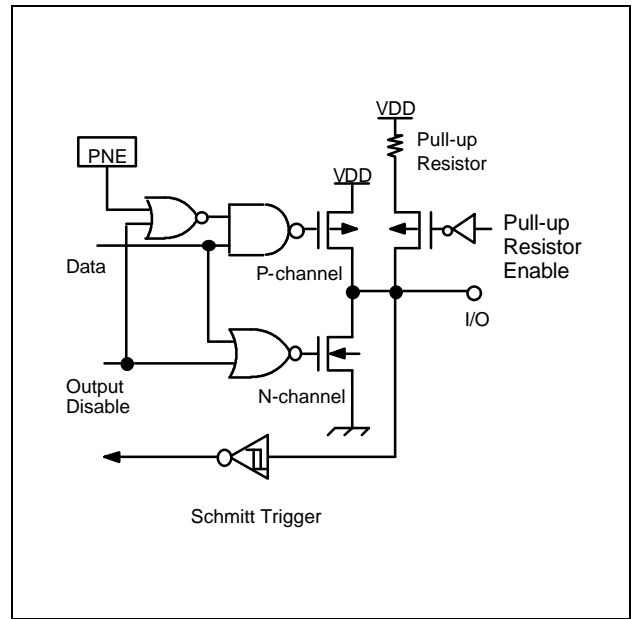 VDD
Pull-up
Resistor
PNE
VDD
Pull-up
Resistor
Enable
Data
P-channel
I/O
Output
Disable
N-channel
Schmitt Trigger